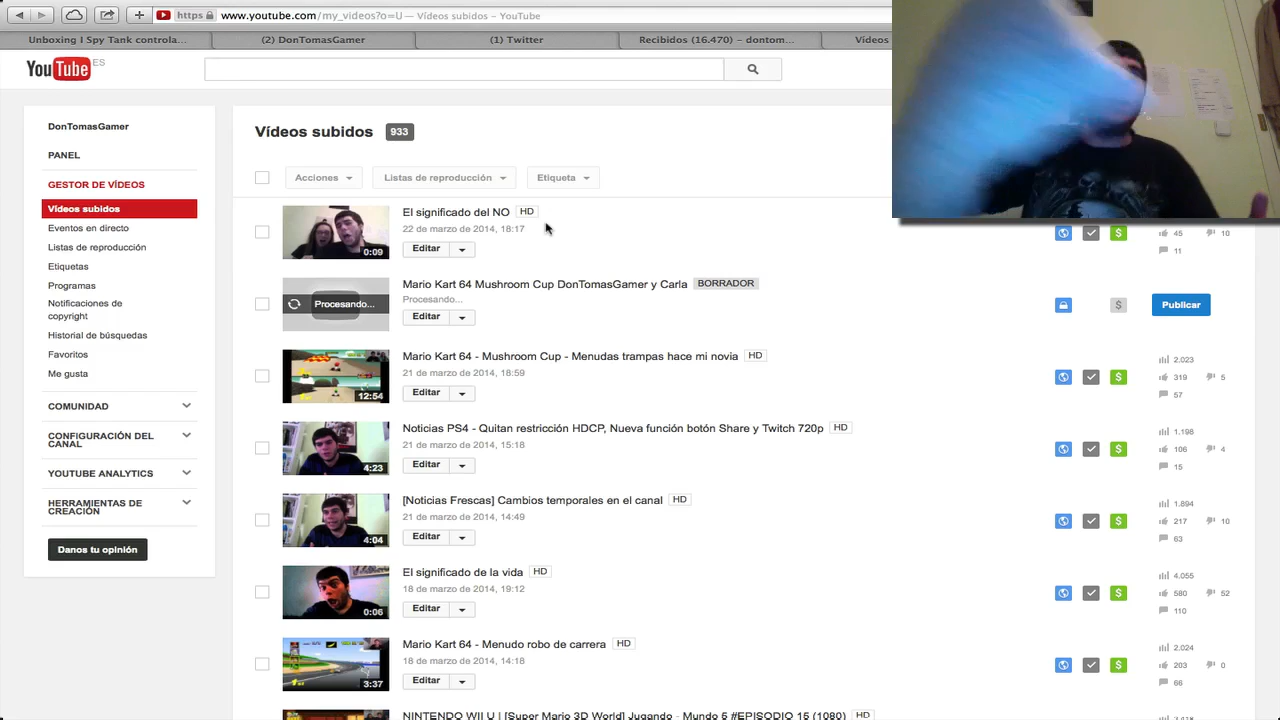 https www.youtube.com/my_videos?o=U — Vídeos subidos – YouTube
Unbozing I Spy Tank controla...
(2) DonTomasGamer
(1) Twitter
Recibidos (16.470) – dontom...
Vídeos
YouTube ES
DonTomasGamer
PANEL
GESTOR DE VÍDEOS
Vídeos subidos
Eventos en directo
Listas de reproducción
Etiquetas
Programas
Notificaciones de
copyright
Historial de búsquedas
Favoritos
Me gusta
COMUNIDAD
CONFIGURACIÓN DEL
CANAL
YOUTUBE ANALYTICS
HERRAMIENTAS DE
CREACIÓN
Danos tu opinión
Vídeos subidos 933
Acciones
Listas de reproducción
Etiqueta
El significado del NO HD
22 de marzo de 2014, 18:17
Editar
0:09
45 10
11
Mario Kart 64 Mushroom Cup DonTomasGamer y Carla BORRADOR
Procesando...
Procesando...
Editar
Publicar
Mario Kart 64 - Mushroom Cup - Menudas trampas hace mi novia HD
21 de marzo de 2014, 18:59
Editar
12:54
2,023
319 5
57
Noticias PS4 - Quitan restricción HDCP, Nueva función botón Share y Twitch 720p HD
21 de marzo de 2014, 15:18
Editar
4:23
1.198
106 4
15
[Noticias Frescas] Cambios temporales en el canal HD
21 de marzo de 2014, 14:49
Editar
4:04
1.894
217 10
63
El significado de la vida HD
18 de marzo de 2014, 19:12
Editar
0:06
4.055
580 52
110
Mario Kart 64 - Menudo robo de carrera HD
18 de marzo de 2014, 14:18
Editar
3:37
2,024
203 0
66
NINTENDO WII U | [Super Mario 3D World] Jugando - Mundo 5 #EPISODIO 15 (1080) HD